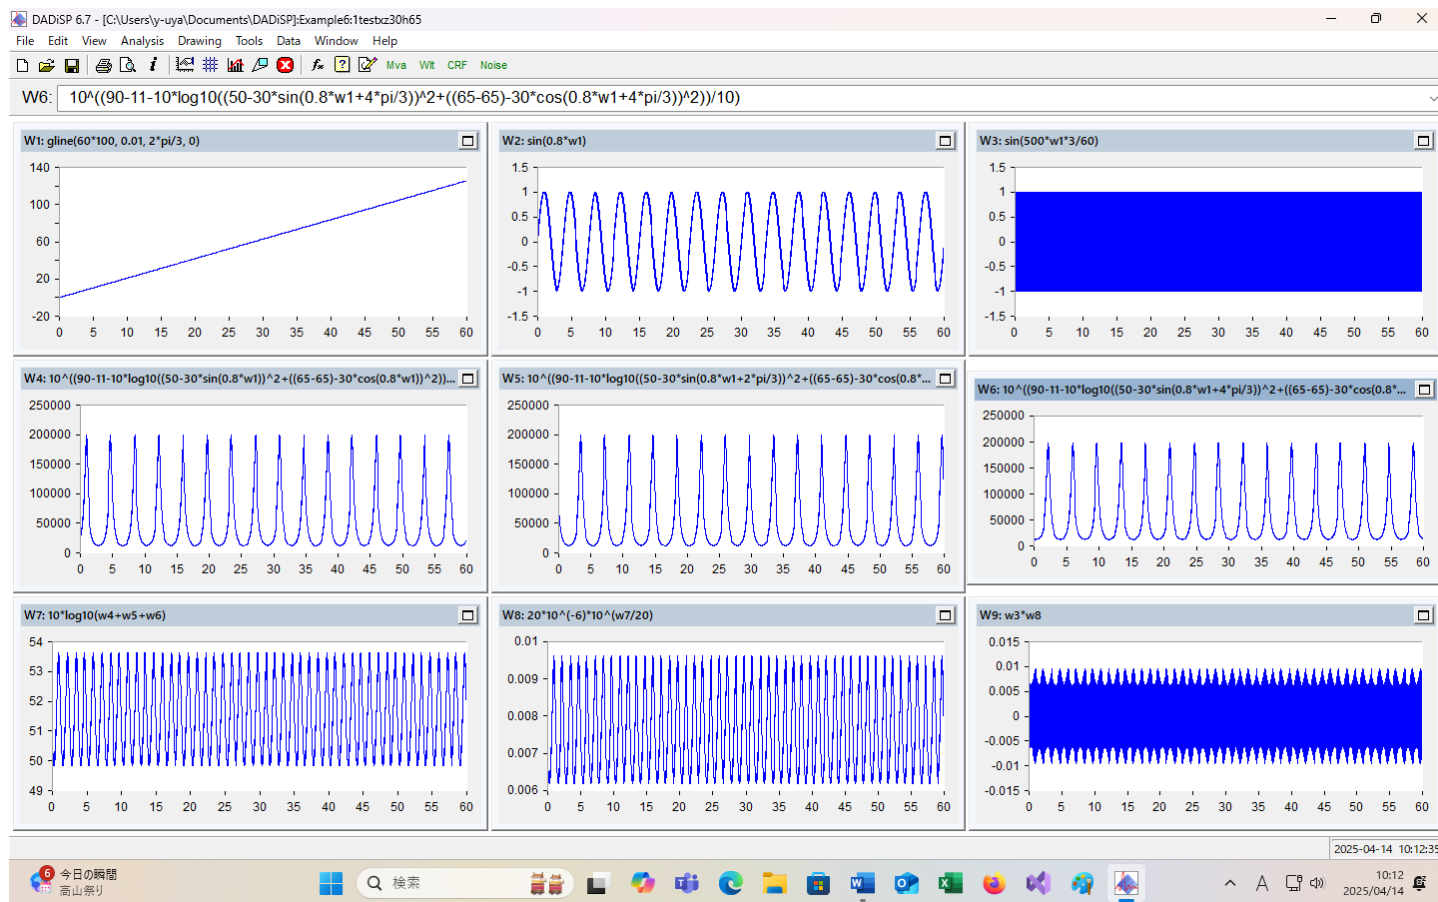 DADiSP 6.7 - [C:\Users\y-uya\Documents\DADiSP]:Example6:1testxz30h65
File Edit View Analysis Drawing Tools Data Window Help
Mva Wit CRF Noise
W6: 10^((90-11-10*log10((50-30*sin(0.8*w1+4*pi/3))^2+((65-65)-30*cos(0.8*w1+4*pi/3))^2))/10)
W1: gline(60*100, 0.01, 2*pi/3, 0)
140
100
60
20
-20
0 5 10 15 20 25 30 35 40 45 50 55 60
W2: sin(0.8*w1)
1.5
1
0.5
0
-0.5
-1
-1.5
0 5 10 15 20 25 30 35 40 45 50 55 60
W3: sin(500*w1*3/60)
1.5
1
0.5
0
-0.5
-1
-1.5
0 5 10 15 20 25 30 35 40 45 50 55 60
W4: 10^((90-11-10*log10((50-30*sin(0.8*w1))^2+((65-65)-30*cos(0.8*w1))^2))...
250000
200000
150000
100000
50000
0
0 5 10 15 20 25 30 35 40 45 50 55 60
W5: 10^((90-11-10*log10((50-30*sin(0.8*w1+2*pi/3))^2+((65-65)-30*cos(0.8*...
250000
200000
150000
100000
50000
0
0 5 10 15 20 25 30 35 40 45 50 55 60
W6: 10^((90-11-10*log10((50-30*sin(0.8*w1+4*pi/3))^2+((65-65)-30*cos(0.8*...
250000
200000
150000
100000
50000
0
0 5 10 15 20 25 30 35 40 45 50 55 60
W7: 10*log10(w4+w5+w6)
54
53
52
51
50
49
0 5 10 15 20 25 30 35 40 45 50 55 60
W8: 20*10^(-6)*10^(w7/20)
0.01
0.009
0.008
0.007
0.006
0 5 10 15 20 25 30 35 40 45 50 55 60
W9: w3*w8
0.015
0.01
0.005
0
-0.005
-0.01
-0.015
0 5 10 15 20 25 30 35 40 45 50 55 60
2025-04-14 10:12:35
6
今日の瞬間
高山祭り
検索
A
10:12
2025/04/14